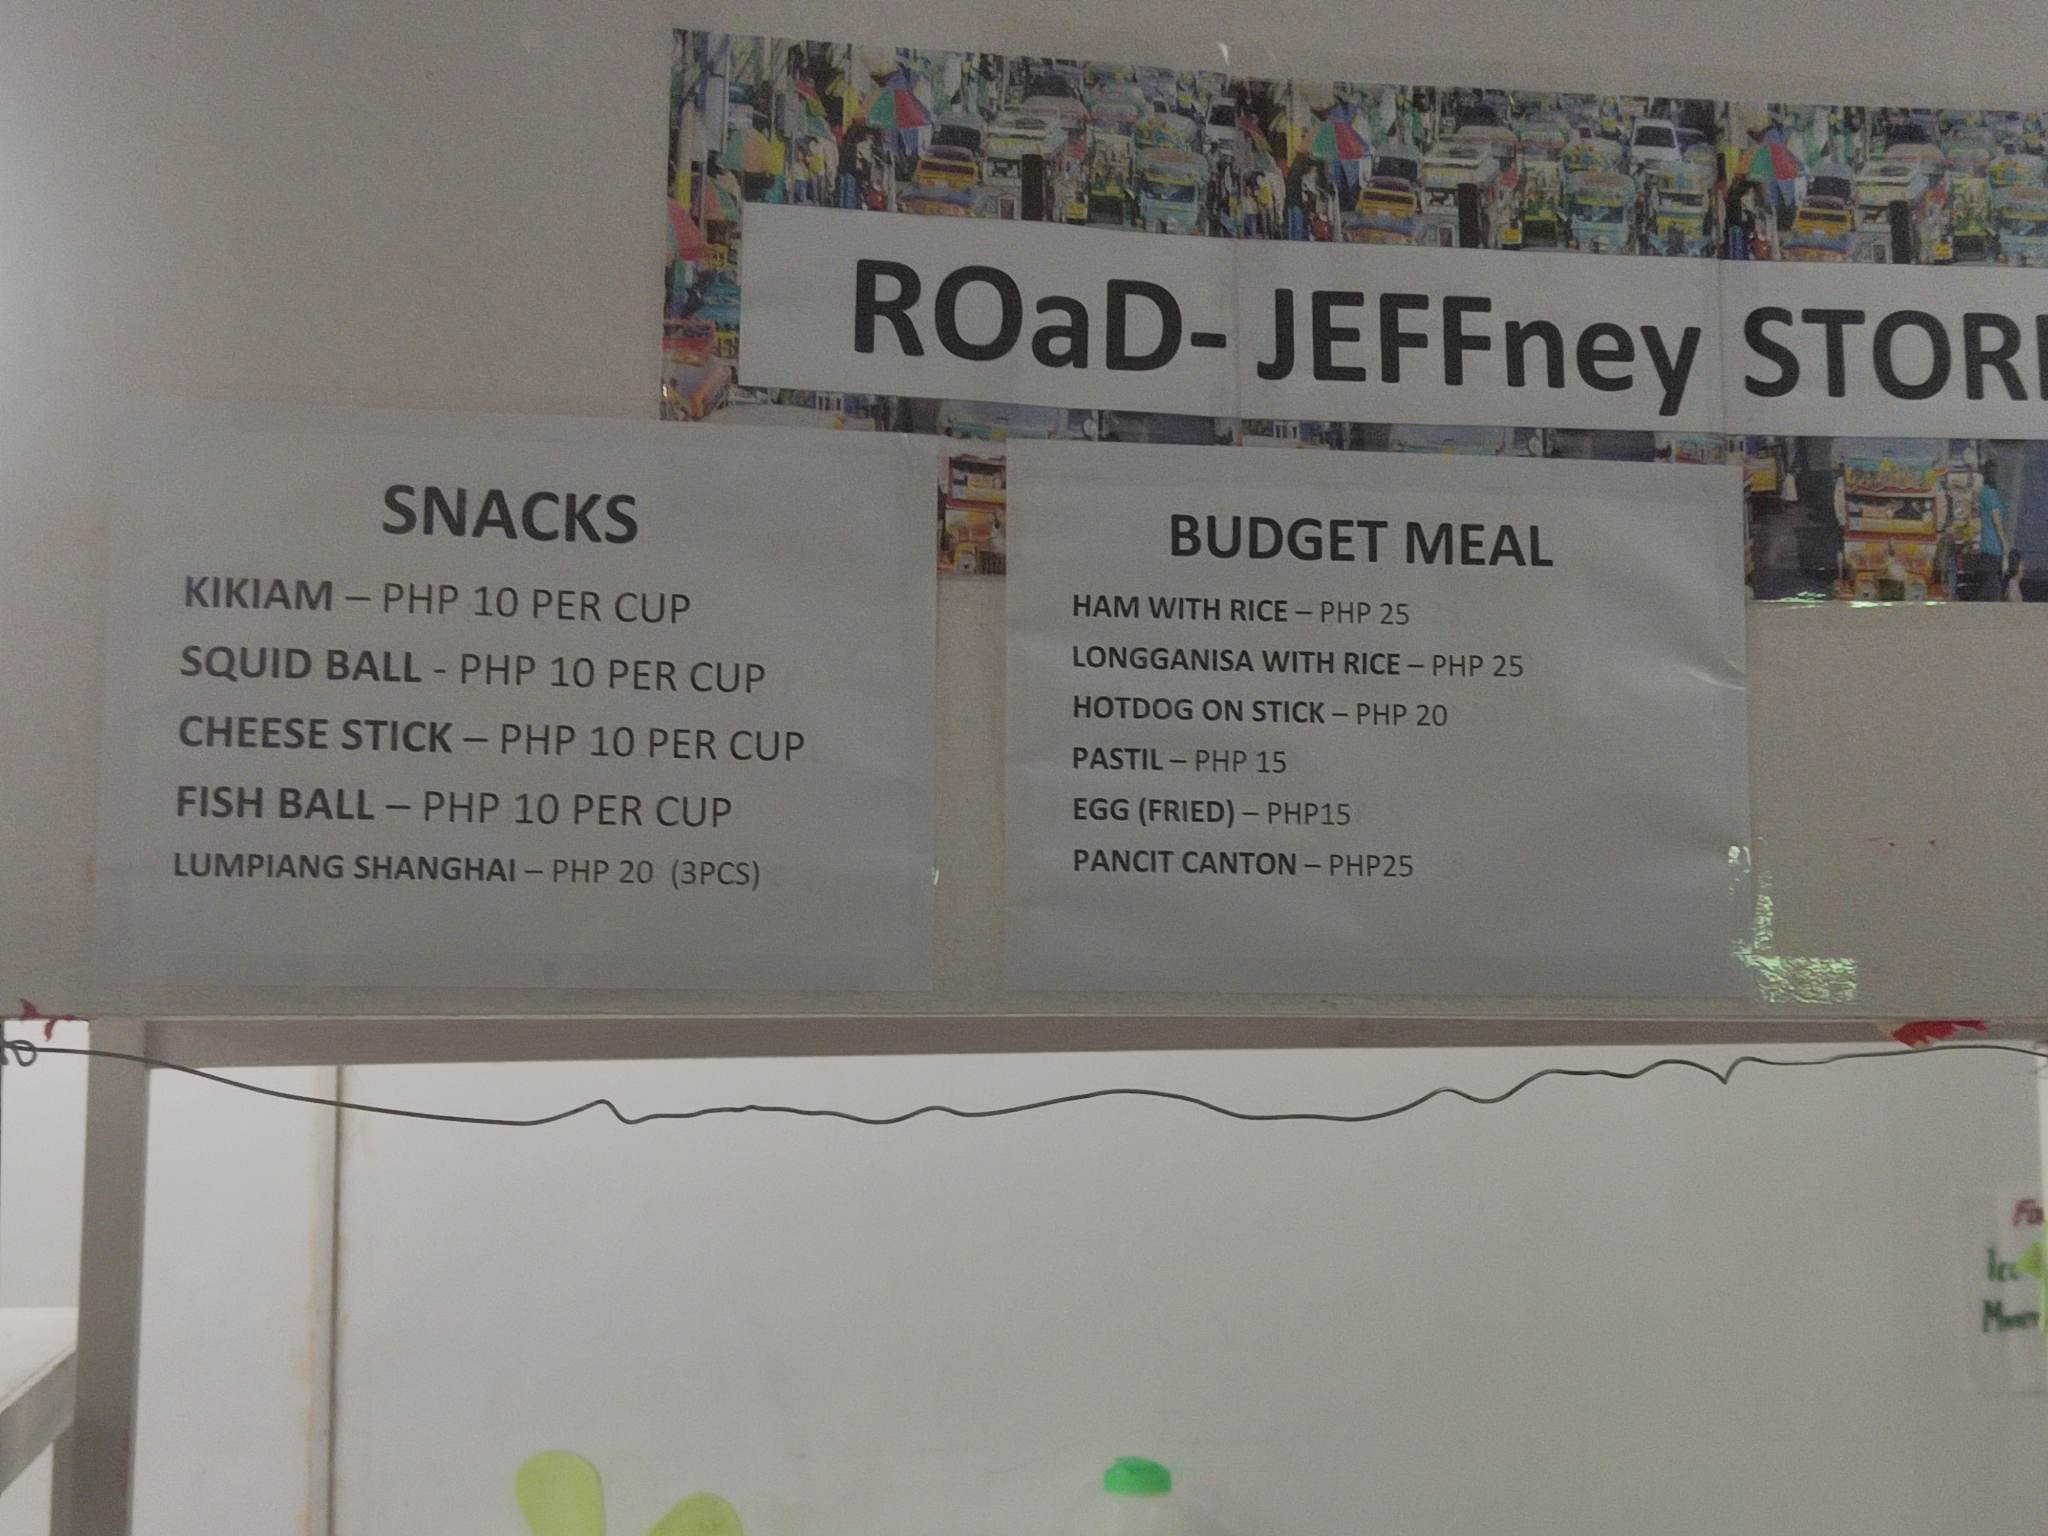 ROaD- JEFFney STOR
SNACKS
KIKIAM – PHP 10 PER CUP
SQUID BALL - PHP 10 PER CUP
CHEESE STICK – PHP 10 PER CUP
FISH BALL – PHP 10 PER CUP
LUMPIANG SHANGHAI – PHP 20 (3PCS)
BUDGET MEAL
HAM WITH RICE – PHP 25
LONGGANISA WITH RICE – PHP 25
HOTDOG ON STICK – PHP 20
PASTIL – PHP 15
EGG (FRIED) – PHP15
PANCIT CANTON – PHP25